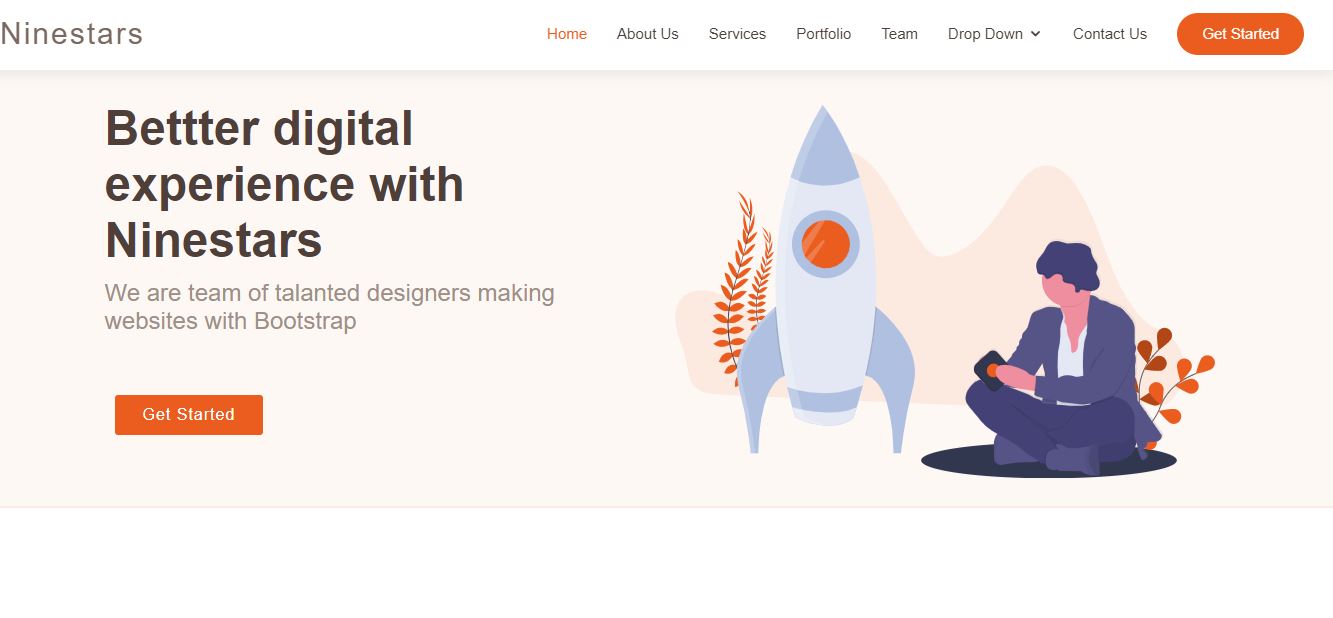 Ninestars
Home About Us Services Portfolio Team Drop Down Contact Us Get Started
Bettter digital
experience with
Ninestars
We are team of talanted designers making
websites with Bootstrap
Get Started